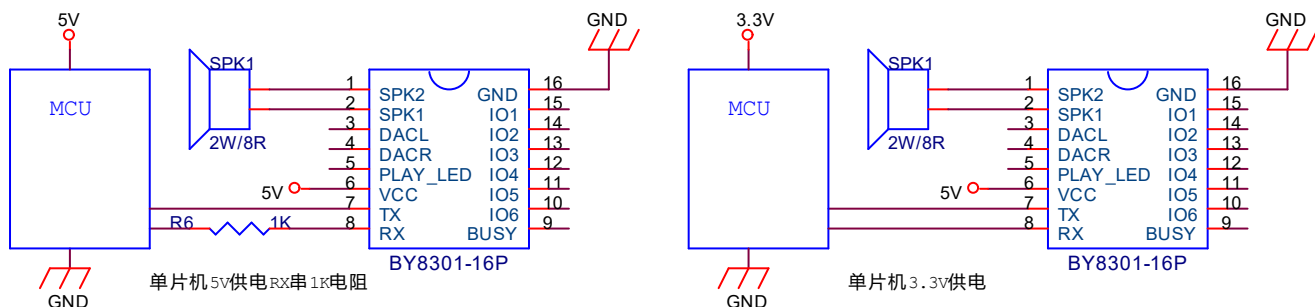 5V
MCU
SPK1
2W/8R
1 SPK2 GND 16
2 SPK1 IO1 15
3 DACL IO2 14
4 DACR IO3 13
5 PLAY_LED IO4 12
5V 6 VCC IO5 11
7 TX IO6 10
R6 1K 8 RX BUSY 9
BY8301-16P
GND
GND
单片机5V供电RX串1K电阻
3.3V
MCU
SPK1
2W/8R
1 SPK2 GND 16
2 SPK1 IO1 15
3 DACL IO2 14
4 DACR IO3 13
5 PLAY_LED IO4 12
5V 6 VCC IO5 11
7 TX IO6 10
8 RX BUSY 9
BY8301-16P
GND
GND
单片机3.3V供电